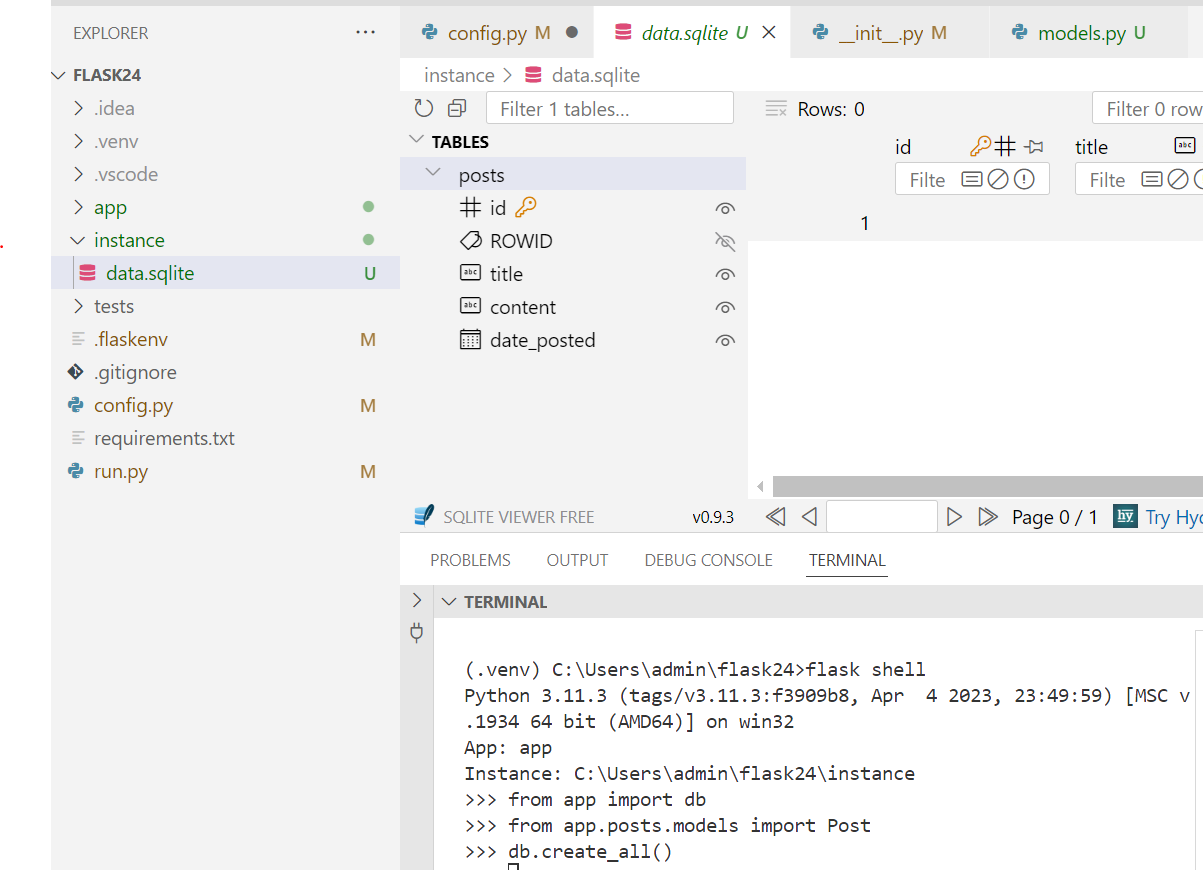 EXPLORER
FLASK24
.idea
.venv
.vscode
app
instance
data.sqlite U
tests
.flaskenv M
.gitignore
config.py M
requirements.txt
run.py M
config.py M
data.sqlite U
__init__.py M
models.py U
instance > data.sqlite
Filter 1 tables...
Rows: 0
Filter 0 row
TABLES
posts
id
ROWID
title
content
date_posted
id
title
Filte
Filte
1
SQLITE VIEWER FREE
v0.9.3
Page 0 / 1
hy
Try Hyd
PROBLEMS OUTPUT DEBUG CONSOLE TERMINAL
TERMINAL
(.venv) C:\Users\admin\flask24>flask shell
Python 3.11.3 (tags/v3.11.3:f3909b8, Apr  4 2023, 23:49:59) [MSC v
.1934 64 bit (AMD64)] on win32
App: app
Instance: C:\Users\admin\flask24\instance
>>> from app import db
>>> from app.posts.models import Post
>>> db.create_all()